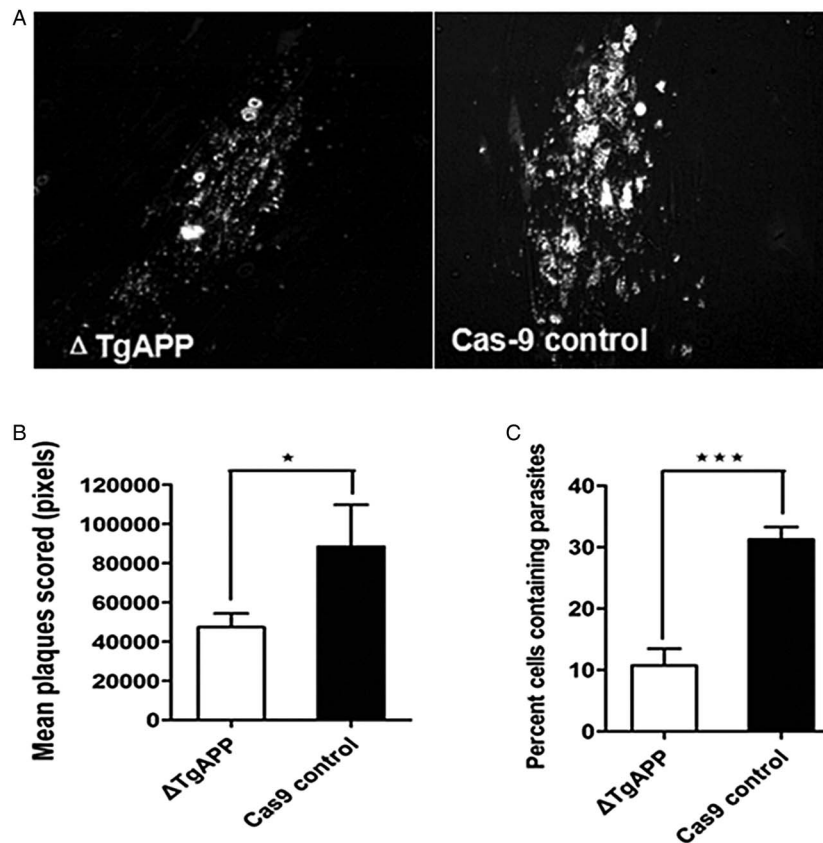 A
Δ TgAPP
Cas-9 control
B
Mean plaques scored (pixels)
120000
100000
80000
60000
40000
20000
0
★
ΔTgAPP
Cas9 control
C
Percent cells containing parasites
40
30
20
10
0
★★★
ΔTgAPP
Cas9 control